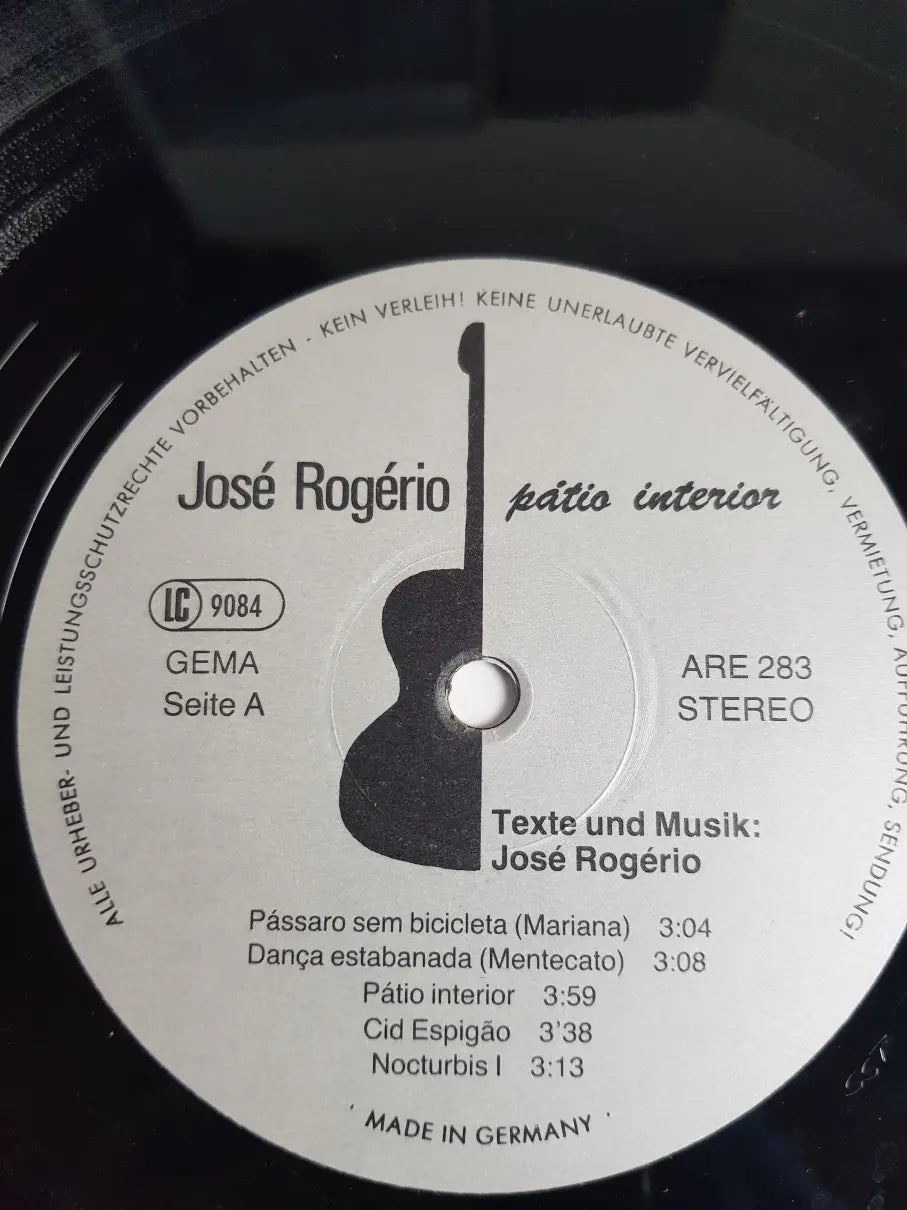 ALLE URHEBER- UND LEISTUNGSSCHUTZRECHTE VORBEHALTEN - KEIN VERLEIH! KEINE UNERLAUBTE VERVIELFÄLTIGUNG, VERMIETUNG, AUFFÜHRUNG, SENDUNG!
José Rogério pátio interior
LC 9084
GEMA ARE 283
Seite A STEREO
Texte und Musik:
José Rogério
Pássaro sem bicicleta (Mariana) 3:04
Dança estabanada (Mentecato) 3:08
Pátio interior 3:59
Cid Espigão 3'38
Nocturbis I 3:13
MADE IN GERMANY